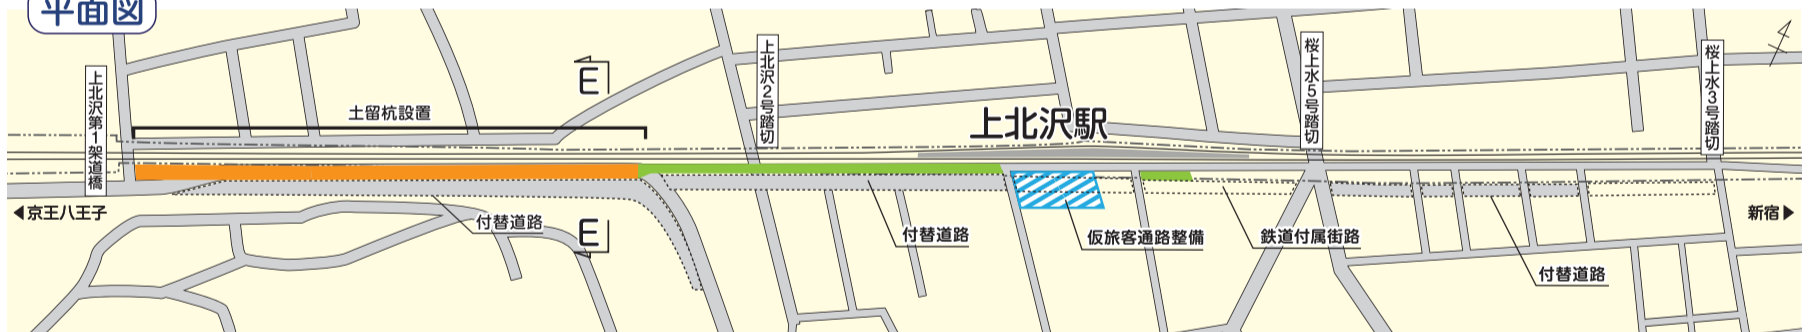 平面図
上北沢第1架道橋
土留杭設置
E
上北沢2号踏切
上北沢駅
桜上水5号踏切
桜上水3号踏切
京王八王子
付替道路
E
付替道路
仮旅客通路整備
鉄道付属街路
付替道路
新宿